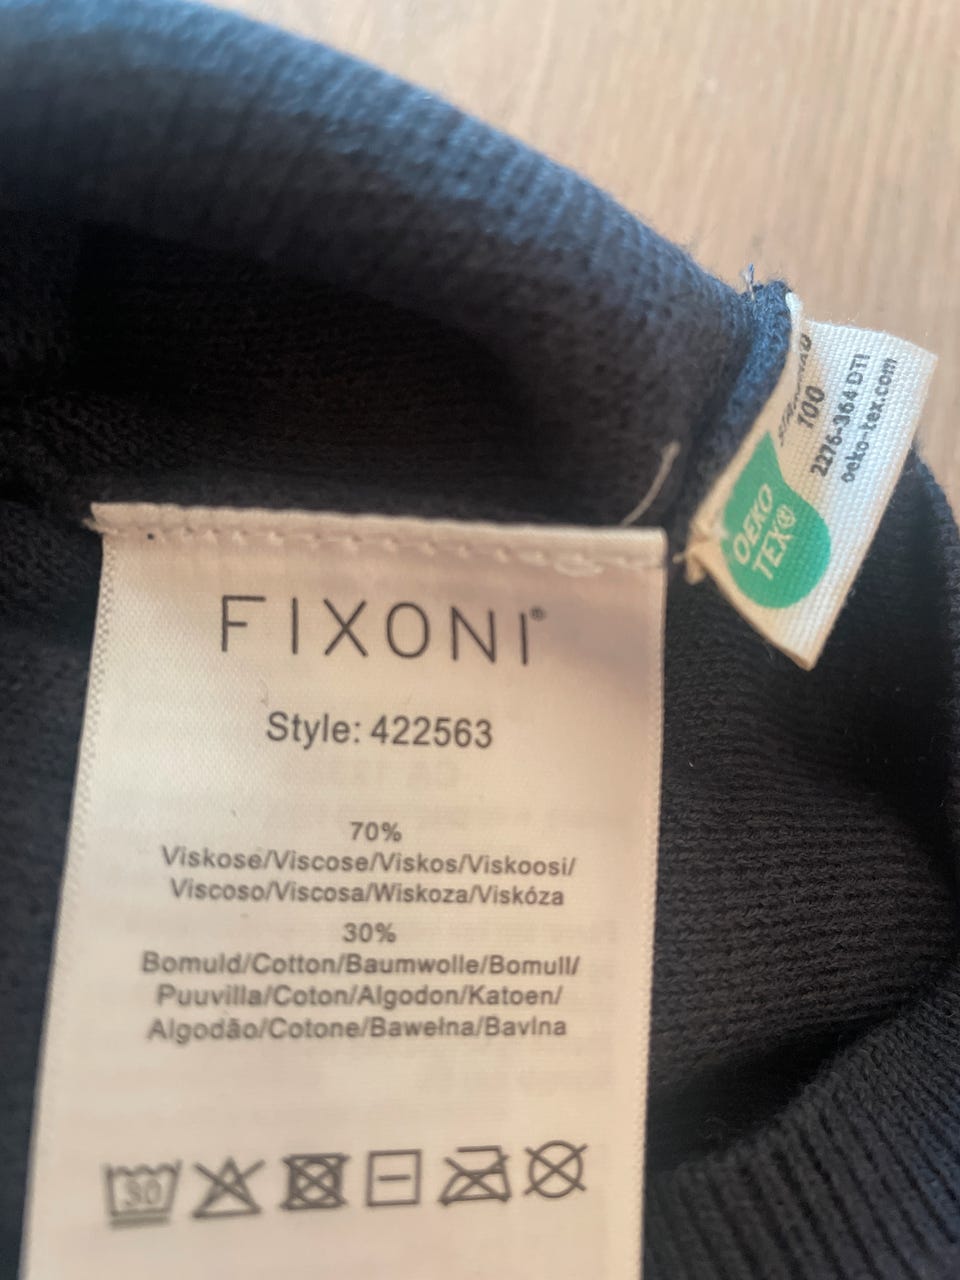 FIXONI®
Style: 422563
70%
Viskose/Viscose/Viskos/Viskoosi/
Viscoso/Viscosa/Wiskoza/Viskóza
30%
Bomuld/Cotton/Baumwolle/Bomull/
Puuvilla/Coton/Algodon/Katoen/
Algodão/Cotone/Bawełna/Bavlna
30
OEKO
TEX®
STANDARD
100
2276-364 DTI
oeko-tex.com